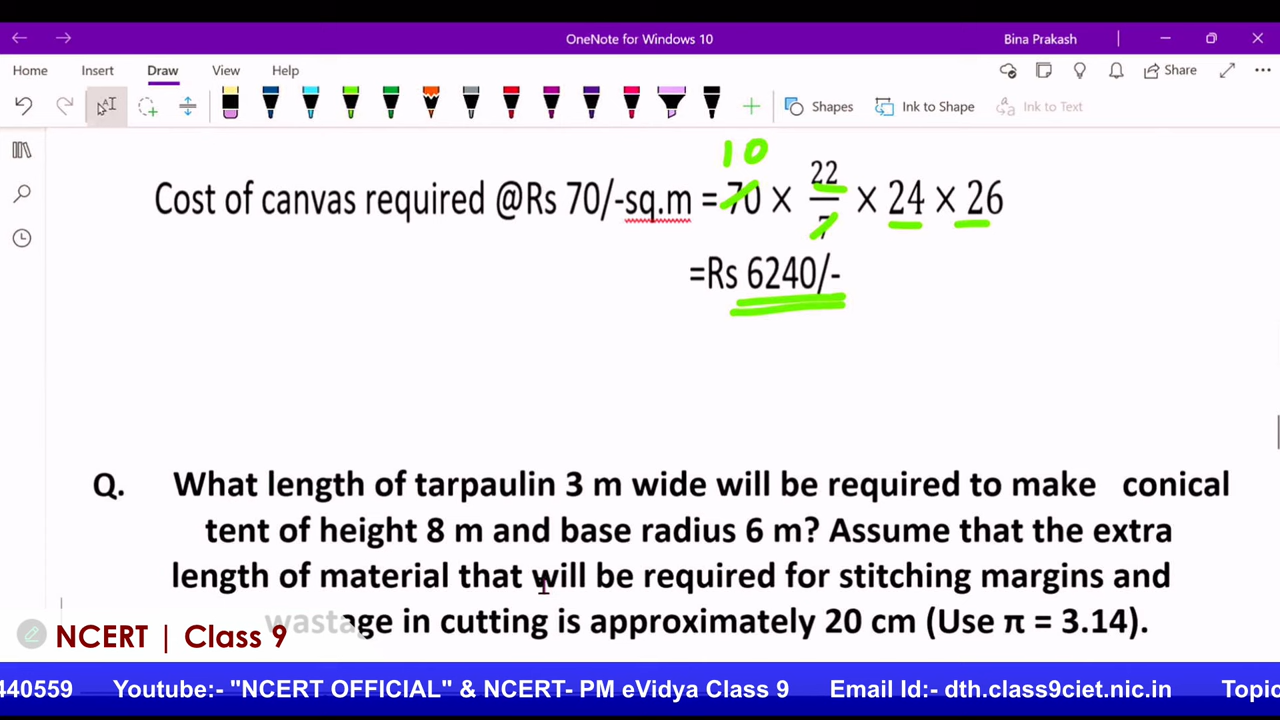 OneNote for Windows 10
Bina Prakash
Home Insert Draw View Help
Share
Shapes Ink to Shape Ink to Text
10
Cost of canvas required @Rs 70/-sq.m = 70 × 22/7 × 24 × 26
=Rs 6240/-
Q. What length of tarpaulin 3 m wide will be required to make conical
tent of height 8 m and base radius 6 m? Assume that the extra
length of material that will be required for stitching margins and
wastage in cutting is approximately 20 cm (Use π = 3.14).
NCERT | Class 9
440559 Youtube:- "NCERT OFFICIAL" & NCERT- PM eVidya Class 9 Email Id:- dth.class9ciet.nic.in Topic